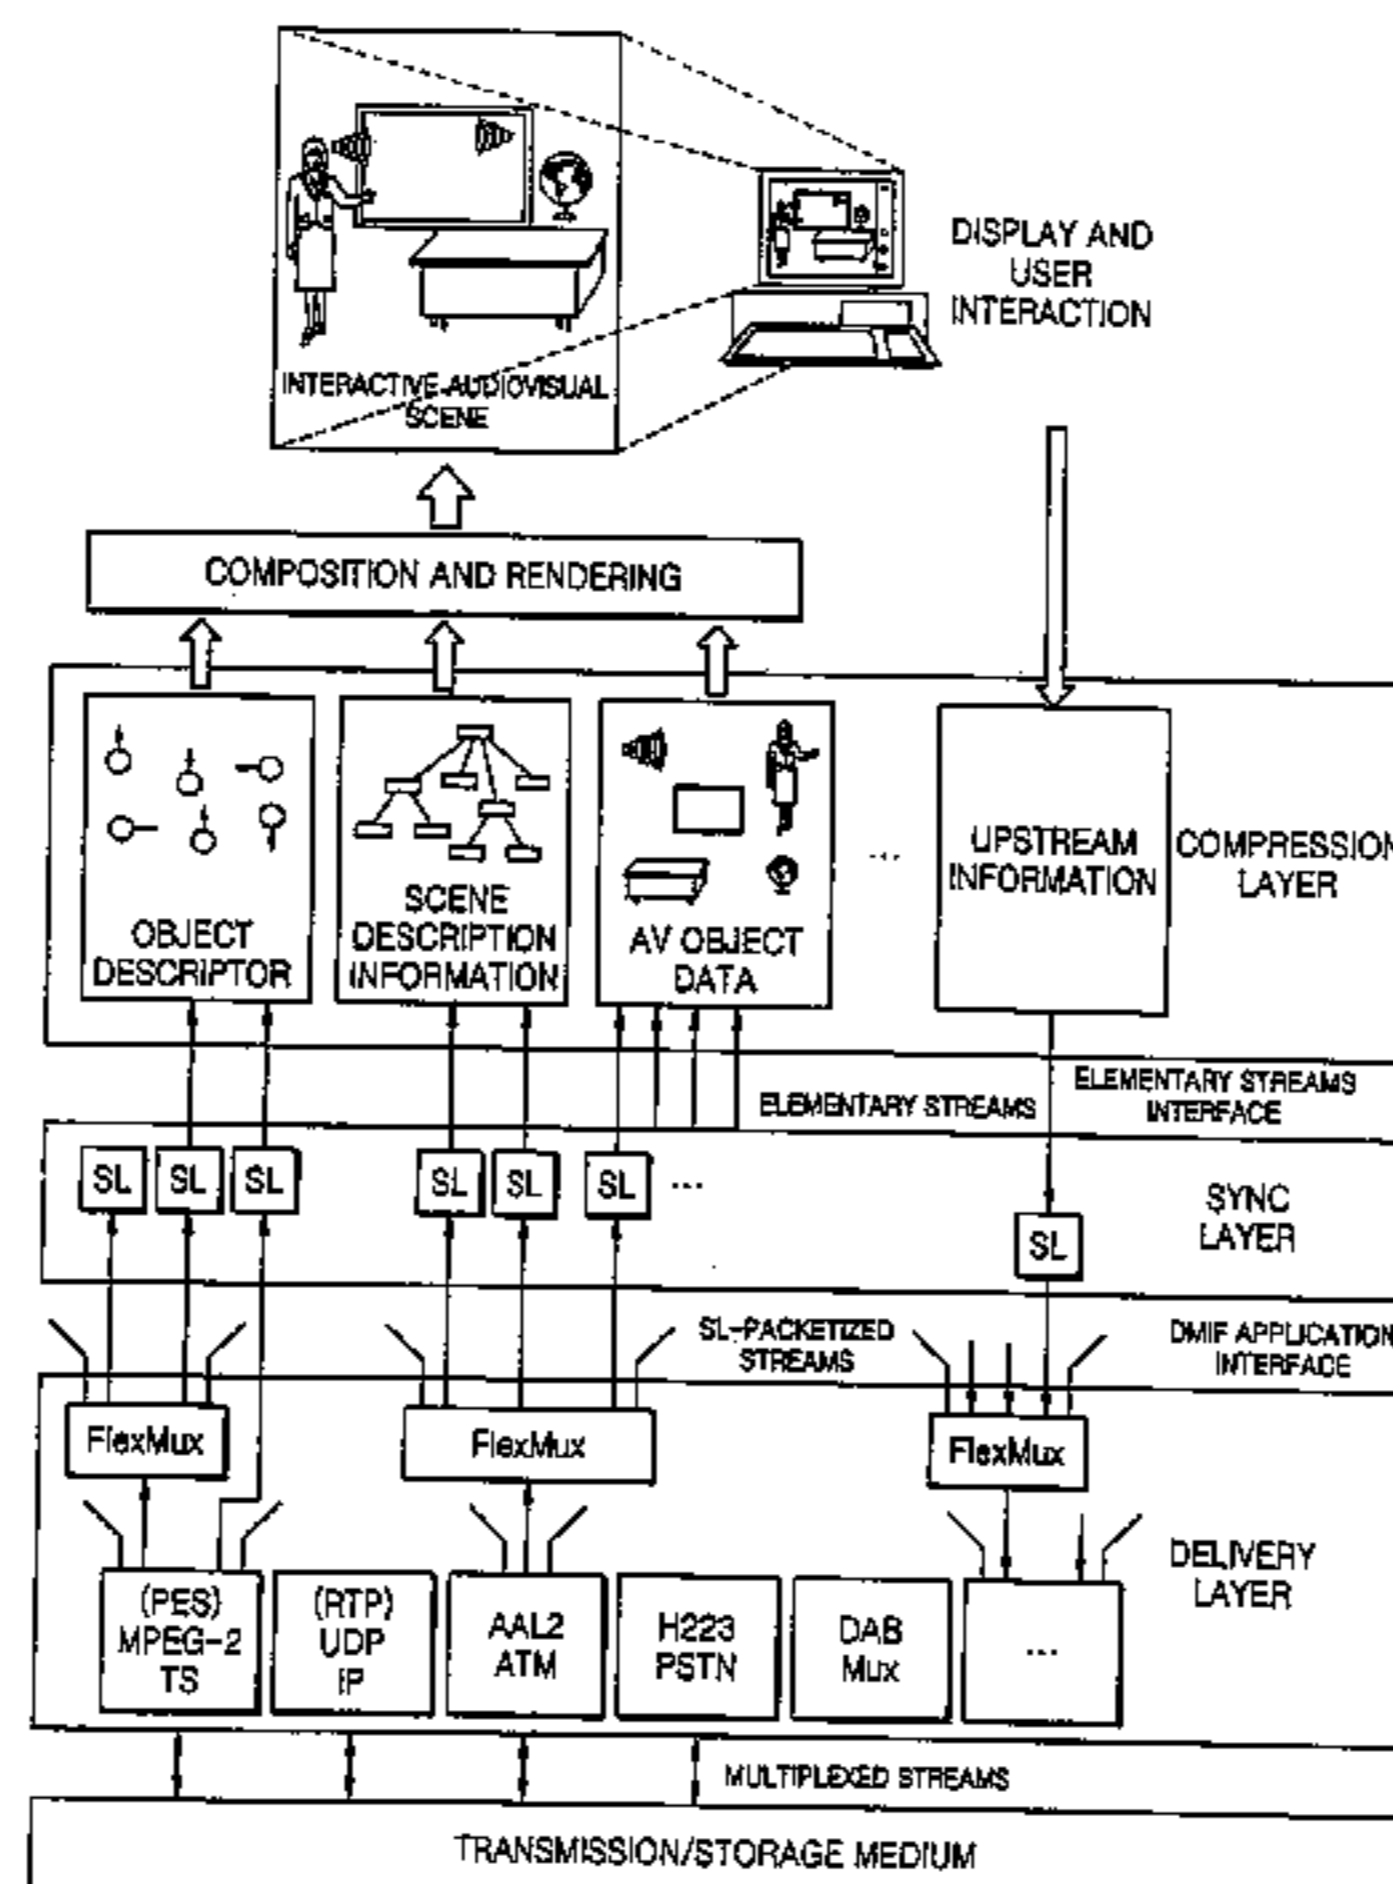 DISPLAY AND
USER
INTERACTION
INTERACTIVE AUDIOVISUAL
SCENE
COMPOSITION AND RENDERING
OBJECT
DESCRIPTOR
SCENE
DESCRIPTION
INFORMATION
AV OBJECT
DATA
...
UPSTREAM
INFORMATION
COMPRESSION
LAYER
ELEMENTARY STREAMS
ELEMENTARY STREAMS
INTERFACE
SL
SL
SL
SL
SL
SL
...
SL
SYNC
LAYER
SL-PACKETIZED
STREAMS
DMIF APPLICATION
INTERFACE
FlexMux
FlexMux
FlexMux
(PES)
MPEG-2
TS
(RTP)
UDP
IP
AAL2
ATM
H223
PSTN
DAB
Mux
...
DELIVERY
LAYER
MULTIPLEXED STREAMS
TRANSMISSION/STORAGE MEDIUM